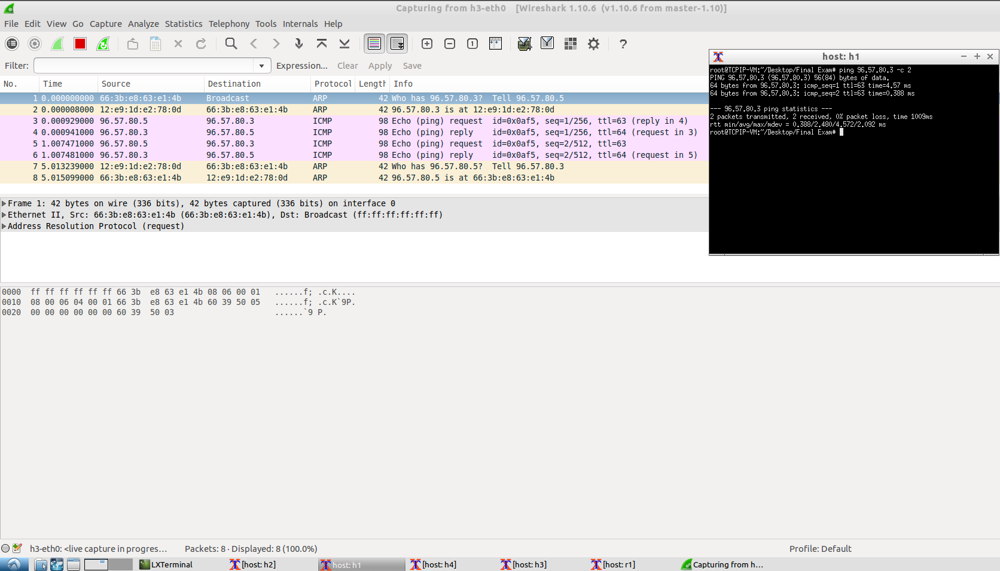 Capturing from h3-eth0 [Wireshark 1.10.6 (v1.10.6 from master-1.10)]
File Edit View Go Capture Analyze Statistics Telephony Tools Internals Help
Filter: Expression... Clear Apply Save
No. Time Source Destination Protocol Length Info
1 0.000000000 66:3b:e8:63:e1:4b Broadcast ARP 42 Who has 96.57.80.3? Tell 96.57.80.5
2 0.000008000 12:e9:1d:e2:78:0d 66:3b:e8:63:e1:4b ARP 42 96.57.80.3 is at 12:e9:1d:e2:78:0d
3 0.000929000 96.57.80.5 96.57.80.3 ICMP 98 Echo (ping) request id=0x0af5, seq=1/256, ttl=63 (reply in 4)
4 0.000941000 96.57.80.3 96.57.80.5 ICMP 98 Echo (ping) reply id=0x0af5, seq=1/256, ttl=64 (request in 3)
5 1.007471000 96.57.80.5 96.57.80.3 ICMP 98 Echo (ping) request id=0x0af5, seq=2/512, ttl=63
6 1.007481000 96.57.80.3 96.57.80.5 ICMP 98 Echo (ping) reply id=0x0af5, seq=2/512, ttl=64 (request in 5)
7 5.013239000 12:e9:1d:e2:78:0d 66:3b:e8:63:e1:4b ARP 42 Who has 96.57.80.5? Tell 96.57.80.3
8 5.015099000 66:3b:e8:63:e1:4b 12:e9:1d:e2:78:0d ARP 42 96.57.80.5 is at 66:3b:e8:63:e1:4b
host: h1
root@TCPIP-VM:~/Desktop/Final Exam# ping 96.57.80.3 -c 2
PING 96.57.80.3 (96.57.80.3) 56(84) bytes of data.
64 bytes from 96.57.80.3: icmp_seq=1 ttl=63 time=4.57 ms
64 bytes from 96.57.80.3: icmp_seq=2 ttl=63 time=0.388 ms
--- 96.57.80.3 ping statistics ---
2 packets transmitted, 2 received, 0% packet loss, time 1009ms
rtt min/avg/max/mdev = 0.388/2.480/4.572/2.092 ms
root@TCPIP-VM:~/Desktop/Final Exam#
Frame 1: 42 bytes on wire (336 bits), 42 bytes captured (336 bits) on interface 0
Ethernet II, Src: 66:3b:e8:63:e1:4b (66:3b:e8:63:e1:4b), Dst: Broadcast (ff:ff:ff:ff:ff:ff)
Address Resolution Protocol (request)
0000 ff ff ff ff ff ff 66 3b e8 63 e1 4b 08 06 00 01 ......f; .c.K....
0010 08 00 06 04 00 01 66 3b e8 63 e1 4b 60 39 50 05 ......f; .c.K`9P.
0020 00 00 00 00 00 00 60 39 50 03 ......`9 P.
h3-eth0: <live capture in progres... Packets: 8 · Displayed: 8 (100.0%) Profile: Default
LXTerminal [host: h2] host: h1 [host: h4] [host: h3] [host: r1] Capturing from h...